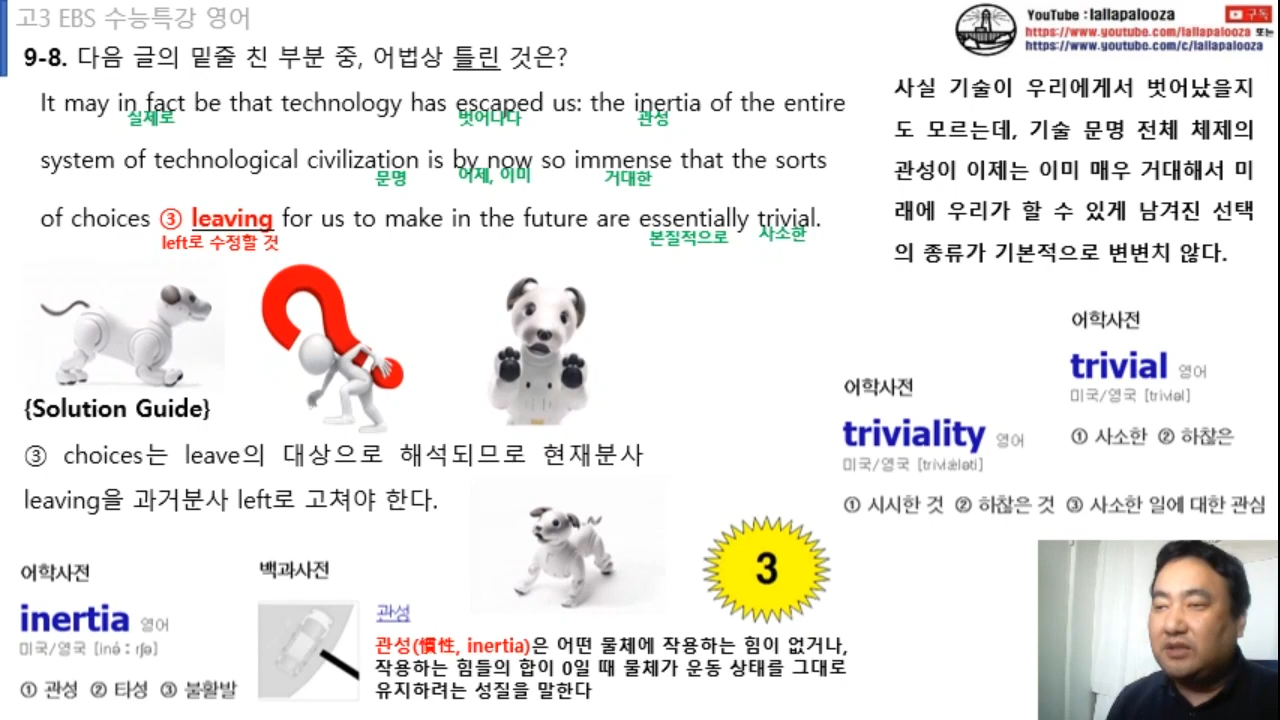 고3 EBS 수능특강 영어
YouTube : lallapalooza
구독
https://www.youtube.com/lallapalooza 또는
https://www.youtube.com/c/lallapalooza
9-8. 다음 글의 밑줄 친 부분 중, 어법상 틀린 것은?
It may in fact be that technology has escaped us: the inertia of the entire
실제로 벗어나다 관성
system of technological civilization is by now so immense that the sorts
문명 어제, 이미 거대한
of choices ③ leaving for us to make in the future are essentially trivial.
left로 수정할 것 본질적으로 사소한
사실 기술이 우리에게서 벗어났을지
도 모르는데, 기술 문명 전체 체제의
관성이 이제는 이미 매우 거대해서 미
래에 우리가 할 수 있게 남겨진 선택
의 종류가 기본적으로 변변치 않다.
{Solution Guide}
③ choices는 leave의 대상으로 해석되므로 현재분사
leaving을 과거분사 left로 고쳐야 한다.
어학사전
trivial 영어
미국/영국 [triviəl]
① 사소한 ② 하찮은
어학사전
triviality 영어
미국/영국 [triviǽləti]
① 시시한 것 ② 하찮은 것 ③ 사소한 일에 대한 관심
3
어학사전
inertia 영어
미국/영국 [inə́ːrʃə]
① 관성 ② 타성 ③ 불활발
백과사전
관성
관성(慣性, inertia)은 어떤 물체에 작용하는 힘이 없거나,
작용하는 힘들의 합이 0일 때 물체가 운동 상태를 그대로
유지하려는 성질을 말한다